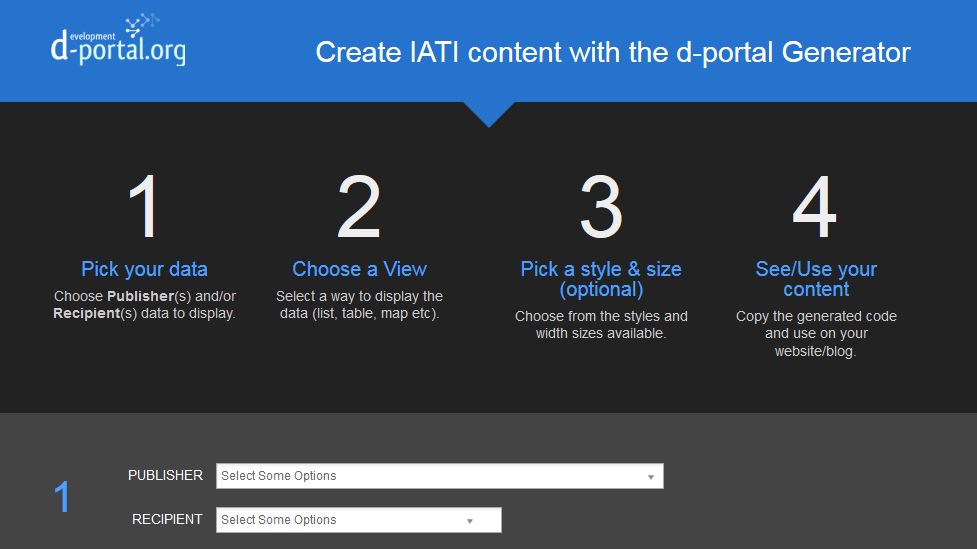 development
d-portal.org
Create IATI content with the d-portal Generator
1
Pick your data
Choose Publisher(s) and/or
Recipient(s) data to display.
2
Choose a View
Select a way to display the
data (list, table, map etc).
3
Pick a style & size
(optional)
Choose from the styles and
width sizes available.
4
See/Use your
content
Copy the generated code
and use on your
website/blog.
1
PUBLISHER
Select Some Options
RECIPIENT
Select Some Options